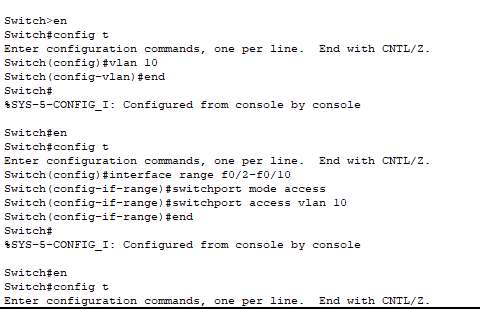 Switch>en
Switch#config t
Enter configuration commands, one per line.  End with CNTL/Z.
Switch(config)#vlan 10
Switch(config-vlan)#end
Switch#
%SYS-5-CONFIG_I: Configured from console by console

Switch#en
Switch#config t
Enter configuration commands, one per line.  End with CNTL/Z.
Switch(config)#interface range f0/2-f0/10
Switch(config-if-range)#switchport mode access
Switch(config-if-range)#switchport access vlan 10
Switch(config-if-range)#end
Switch#
%SYS-5-CONFIG_I: Configured from console by console

Switch#en
Switch#config t
Enter configuration commands, one per line.  End with CNTL/Z.